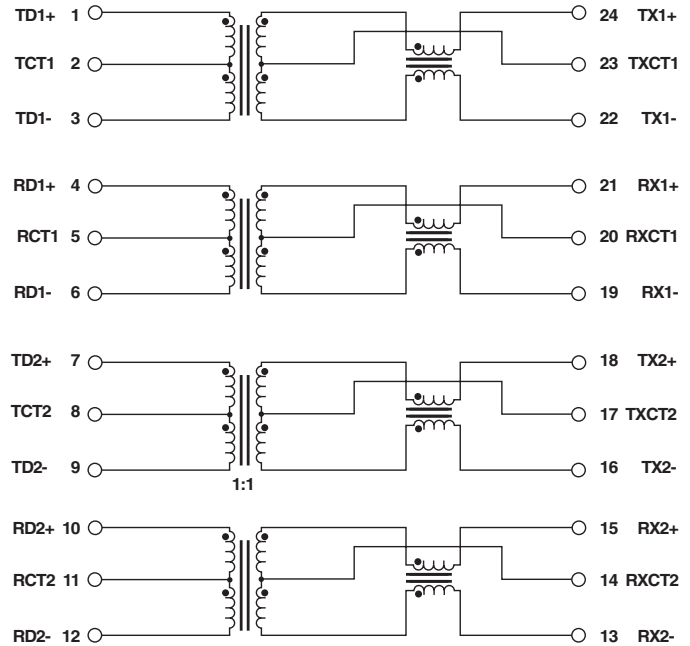 TD1+ 1 24 TX1+
TCT1 2 23 TXCT1
TD1- 3 22 TX1-
RD1+ 4 21 RX1+
RCT1 5 20 RXCT1
RD1- 6 19 RX1-
TD2+ 7 18 TX2+
TCT2 8 17 TXCT2
TD2- 9 16 TX2-
1:1
RD2+ 10 15 RX2+
RCT2 11 14 RXCT2
RD2- 12 13 RX2-